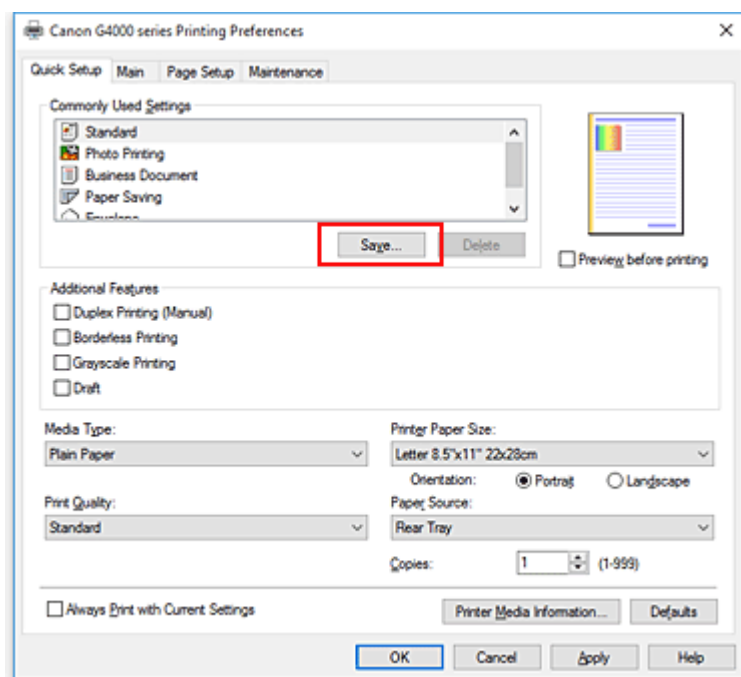 Canon G4000 series Printing Preferences
Quick Setup Main Page Setup Maintenance
Commonly Used Settings
Standard
Photo Printing
Business Document
Paper Saving
Envelope
Save... Delete
Preview before printing
Additional Features
Duplex Printing (Manual)
Borderless Printing
Grayscale Printing
Draft
Media Type: Printer Paper Size:
Plain Paper Letter 8.5"x11" 22x28cm
Orientation: Portrait Landscape
Print Quality: Paper Source:
Standard Rear Tray
Copies: 1 (1-999)
Always Print with Current Settings Printer Media Information... Defaults
OK Cancel Apply Help